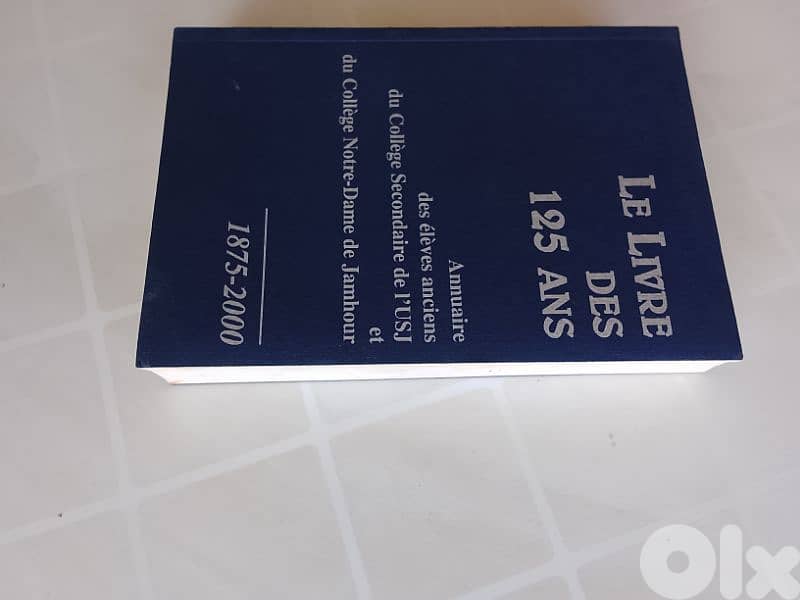 LE LIVRE
DES
125 ANS
Annuaire
des élèves anciens
du Collège Secondaire de l'USJ
et
du Collège Notre-Dame de Jamhour
1875-2000
Olx